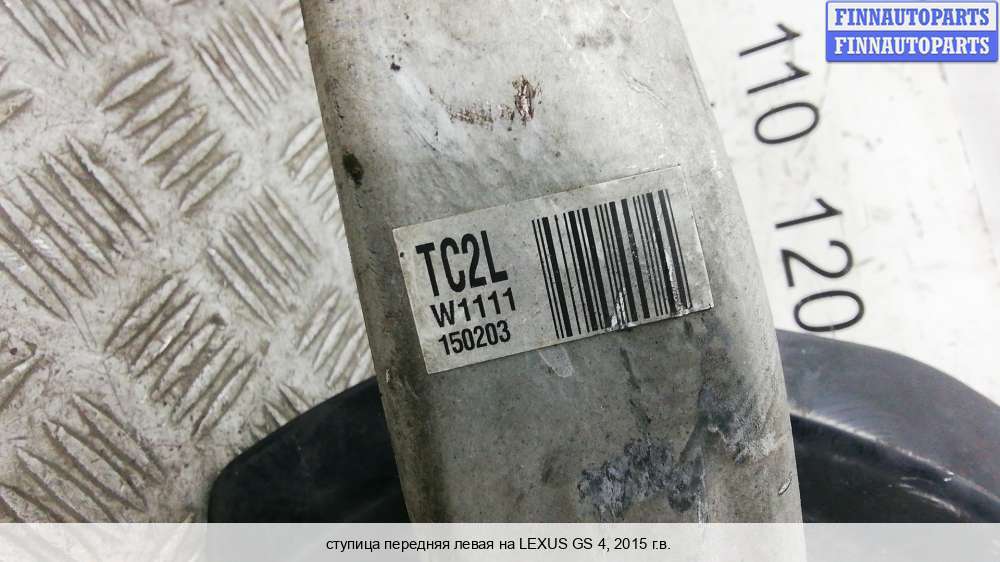 FINNAUTOPARTS
FINNAUTOPARTS
110 120
TC2L
W1111
150203
ступица передняя левая на LEXUS GS 4, 2015 г.в.